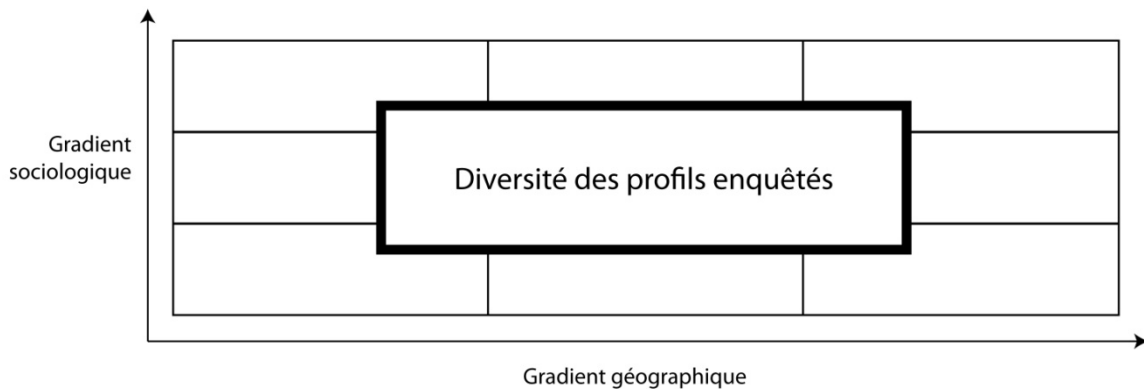 Gradient
sociologique
Diversité des profils enquêtés
Gradient géographique